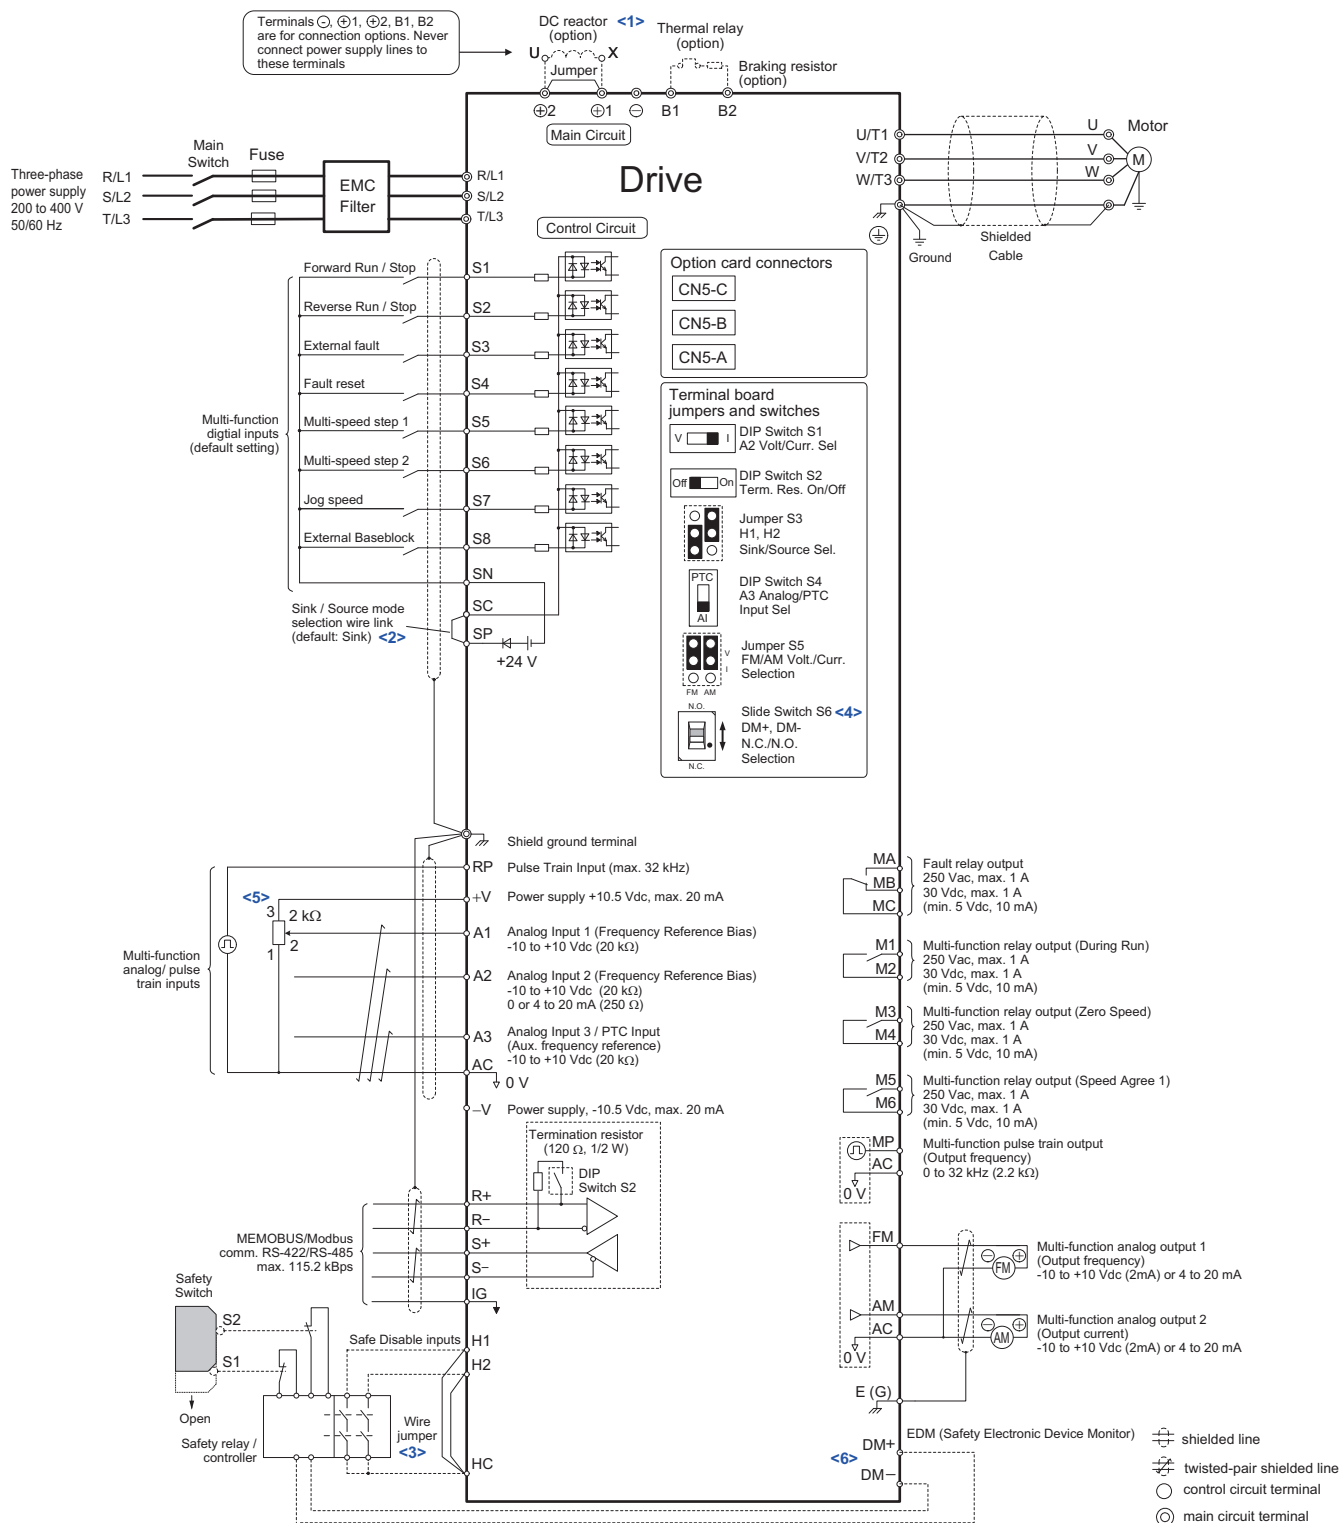 Terminals ⊖, ⊕1, ⊕2, B1, B2
are for connection options. Never
connect power supply lines to
these terminals
DC reactor <1>
(option)
U X
Jumper
Thermal relay
(option)
Braking resistor
(option)
⊕2 ⊕1 ⊖ B1 B2
Main Circuit
Drive
Three-phase
power supply
200 to 400 V
50/60 Hz
Main
Switch
Fuse
R/L1
S/L2
T/L3
EMC
Filter
R/L1
S/L2
T/L3
U/T1
V/T2
W/T3
U
V
W
Motor
M
Ground
Shielded
Cable
Control Circuit
Multi-function
digtial inputs
(default setting)
Forward Run / Stop S1
Reverse Run / Stop S2
External fault S3
Fault reset S4
Multi-speed step 1 S5
Multi-speed step 2 S6
Jog speed S7
External Baseblock S8
SN
SC
SP
+24 V
Sink / Source mode
selection wire link
(default: Sink) <2>
Option card connectors
CN5-C
CN5-B
CN5-A
Terminal board
jumpers and switches
V I
DIP Switch S1
A2 Volt/Curr. Sel
Off On
DIP Switch S2
Term. Res. On/Off
Jumper S3
H1, H2
Sink/Source Sel.
PTC
AI
DIP Switch S4
A3 Analog/PTC
Input Sel
V
I
FM AM
Jumper S5
FM/AM Volt./Curr.
Selection
N.O.
N.C.
Slide Switch S6 <4>
DM+, DM-
N.C./N.O.
Selection
Shield ground terminal
Multi-function
analog/ pulse
train inputs
<5>
3
2 kΩ
2
1
RP Pulse Train Input (max. 32 kHz)
+V Power supply +10.5 Vdc, max. 20 mA
A1 Analog Input 1 (Frequency Reference Bias)
-10 to +10 Vdc (20 kΩ)
A2 Analog Input 2 (Frequency Reference Bias)
-10 to +10 Vdc (20 kΩ)
0 or 4 to 20 mA (250 Ω)
A3 Analog Input 3 / PTC Input
(Aux. frequency reference)
-10 to +10 Vdc (20 kΩ)
AC
0 V
−V Power supply, -10.5 Vdc, max. 20 mA
Termination resistor
(120 Ω, 1/2 W)
DIP
Switch S2
MEMOBUS/Modbus
comm. RS-422/RS-485
max. 115.2 kBps
R+
R−
S+
S−
IG
Safety
Switch
S2
S1
Open
Safety relay /
controller
Safe Disable inputs
Wire
jumper
<3>
H1
H2
HC
MA
MB
MC
Fault relay output
250 Vac, max. 1 A
30 Vdc, max. 1 A
(min. 5 Vdc, 10 mA)
M1
M2
Multi-function relay output (During Run)
250 Vac, max. 1 A
30 Vdc, max. 1 A
(min. 5 Vdc, 10 mA)
M3
M4
Multi-function relay output (Zero Speed)
250 Vac, max. 1 A
30 Vdc, max. 1 A
(min. 5 Vdc, 10 mA)
M5
M6
Multi-function relay output (Speed Agree 1)
250 Vac, max. 1 A
30 Vdc, max. 1 A
(min. 5 Vdc, 10 mA)
MP
AC
0 V
Multi-function pulse train output
(Output frequency)
0 to 32 kHz (2.2 kΩ)
FM
FM
Multi-function analog output 1
(Output frequency)
-10 to +10 Vdc (2mA) or 4 to 20 mA
AM
AC
0 V
AM
Multi-function analog output 2
(Output current)
-10 to +10 Vdc (2mA) or 4 to 20 mA
E (G)
EDM (Safety Electronic Device Monitor)
DM+
<6>
DM−
shielded line
twisted-pair shielded line
control circuit terminal
main circuit terminal